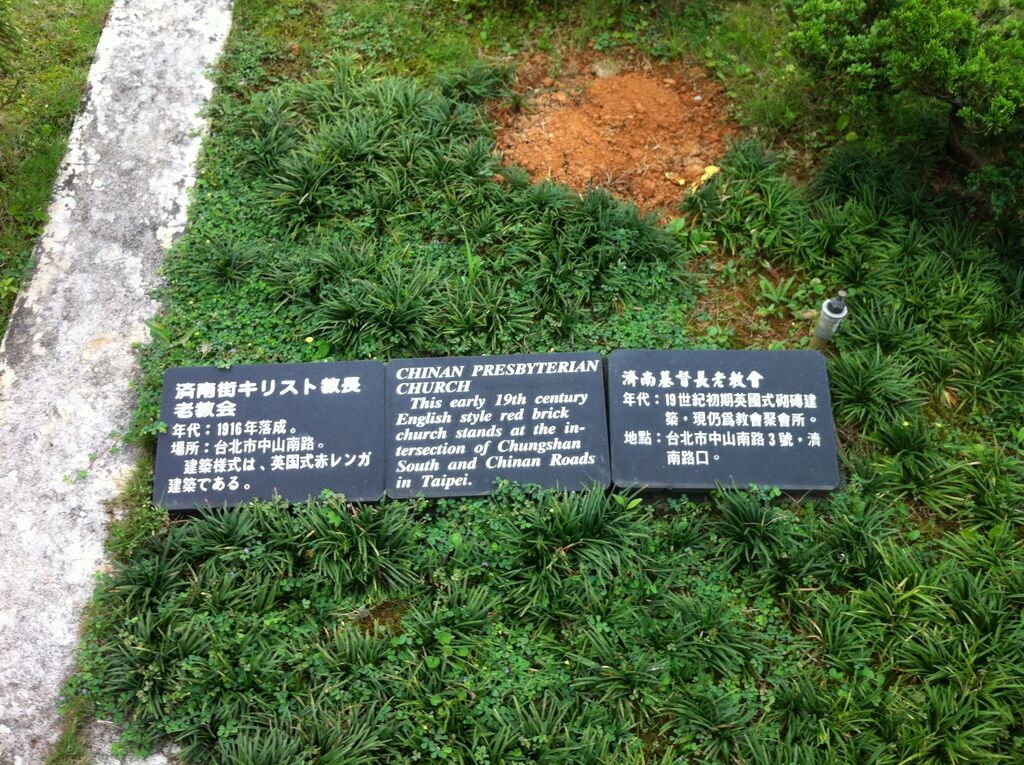 済南街キリスト教長
老教会
年代：1916年落成。
場所：台北市中山南路。
建築様式は、英国式赤レンガ
建築である。
CHINAN PRESBYTERIAN
CHURCH
This early 19th century
English style red brick
church stands at the in-
tersection of Chungshan
South and Chinan Roads
in Taipei.
濟南基督長老教會
年代：19世紀初期英國式砌磚建
築，現仍為教會聚會所。
地點：台北市中山南路3號，濟
南路口。